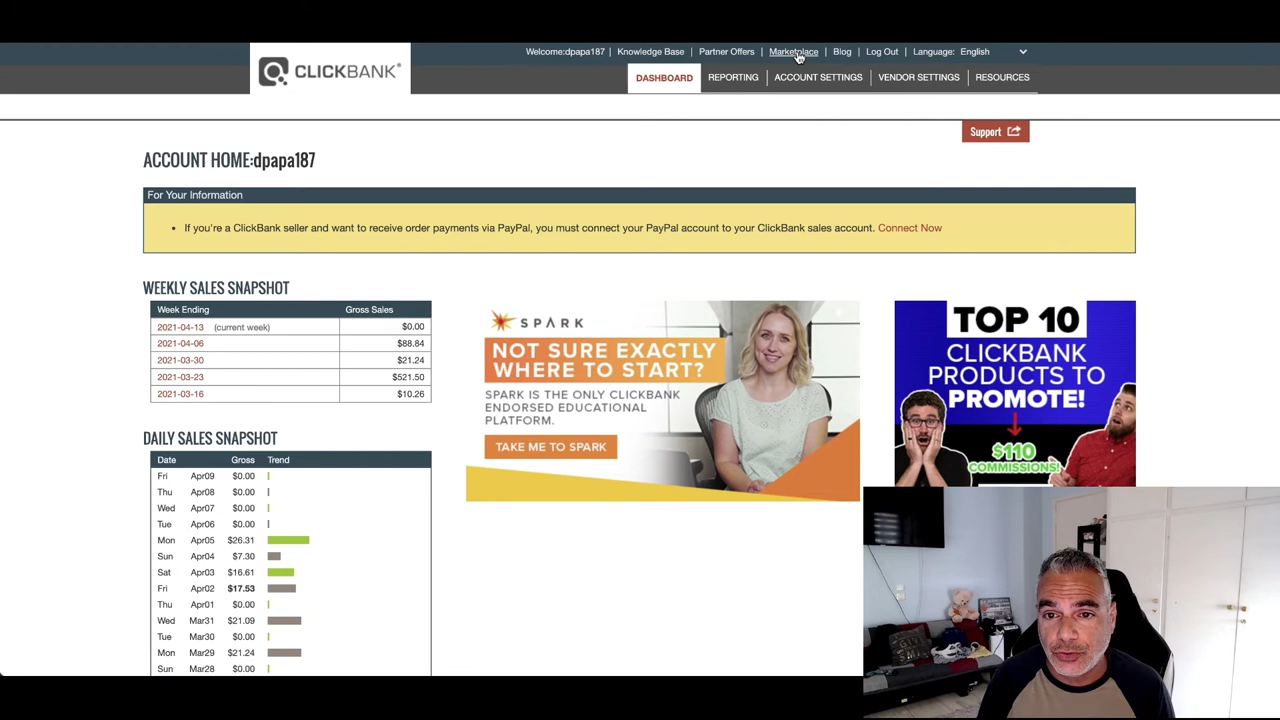 Welcome:dpapa187 | Knowledge Base | Partner Offers | Marketplace | Blog | Log Out | Language: English
CLICKBANK®
DASHBOARD REPORTING ACCOUNT SETTINGS VENDOR SETTINGS RESOURCES
Support
ACCOUNT HOME:dpapa187
For Your Information
• If you're a ClickBank seller and want to receive order payments via PayPal, you must connect your PayPal account to your ClickBank sales account. Connect Now
WEEKLY SALES SNAPSHOT
Week Ending Gross Sales
2021-04-13 (current week) $0.00
2021-04-06 $88.84
2021-03-30 $21.24
2021-03-23 $521.50
2021-03-16 $10.26
SPARK
NOT SURE EXACTLY
WHERE TO START?
SPARK IS THE ONLY CLICKBANK
ENDORSED EDUCATIONAL
PLATFORM.
TAKE ME TO SPARK
TOP 10
CLICKBANK
PRODUCTS TO
PROMOTE!
$110
COMMISSIONS!
DAILY SALES SNAPSHOT
Date Gross Trend
Fri Apr09 $0.00
Thu Apr08 $0.00
Wed Apr07 $0.00
Tue Apr06 $0.00
Mon Apr05 $26.31
Sun Apr04 $7.30
Sat Apr03 $16.61
Fri Apr02 $17.53
Thu Apr01 $0.00
Wed Mar31 $21.09
Tue Mar30 $0.00
Mon Mar29 $21.24
Sun Mar28 $0.00